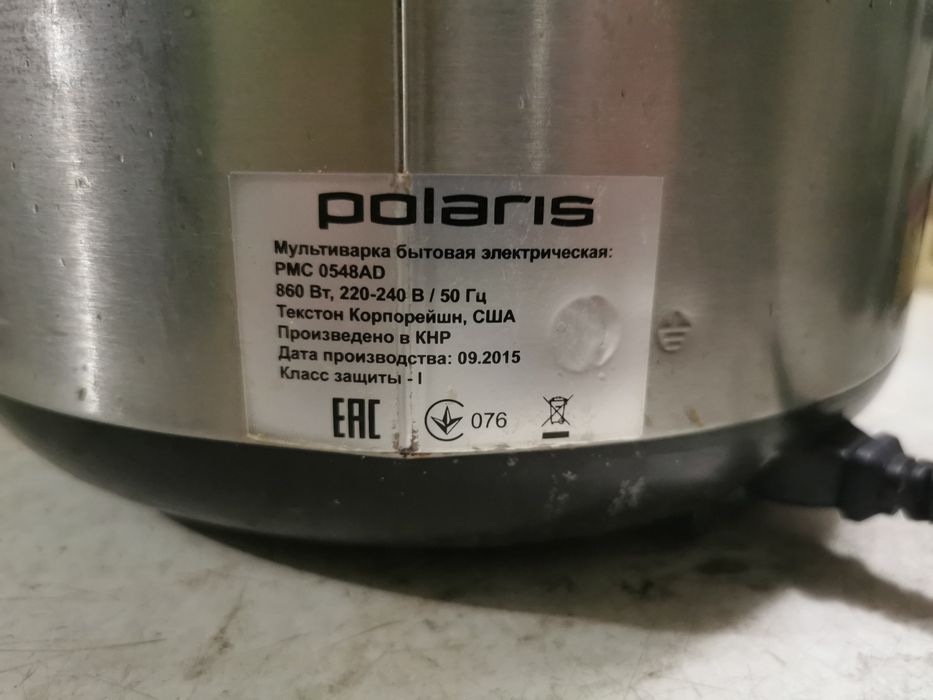 polaris
Мультиварка бытовая электрическая:
PMC 0548AD
860 Вт, 220-240 В / 50 Гц
Текстон Корпорейшн, США
Произведено в КНР
Дата производства: 09.2015
Класс защиты - I
EAC 076